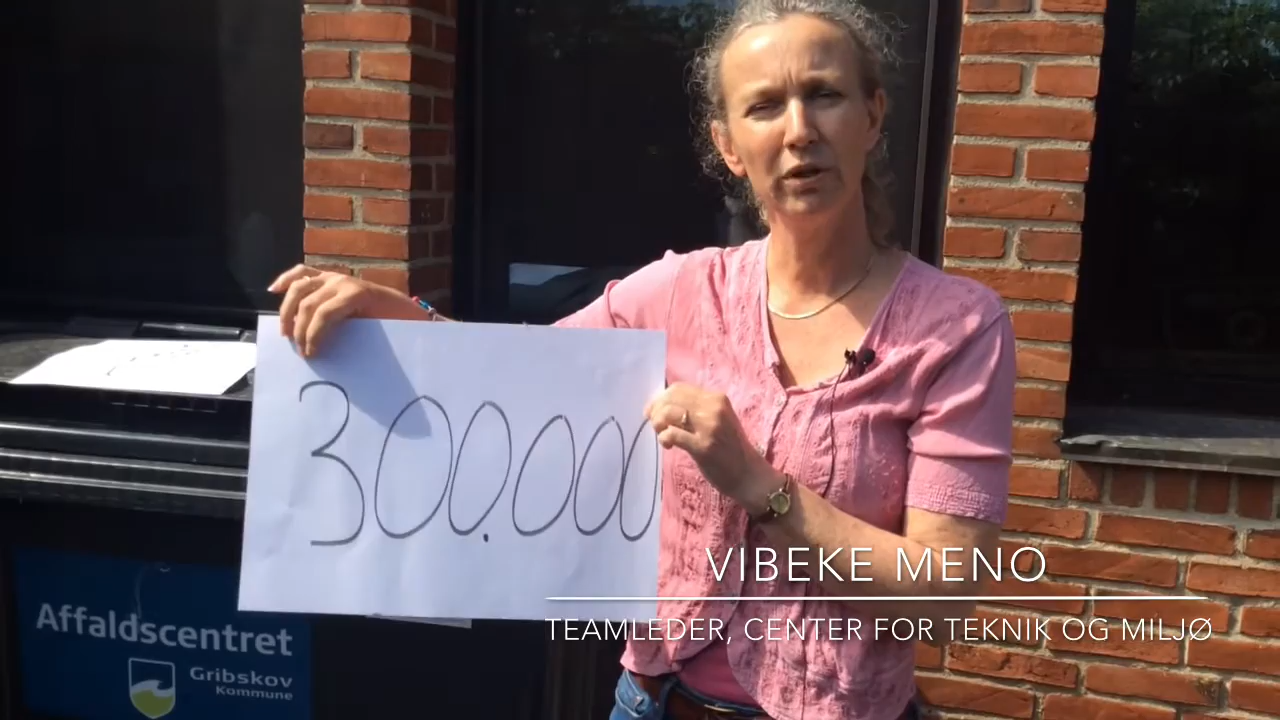 300.000
VIBEKE MENO
TEAMLEDER, CENTER FOR TEKNIK OG MILJØ
Affaldscentret
Gribskov
Kommune